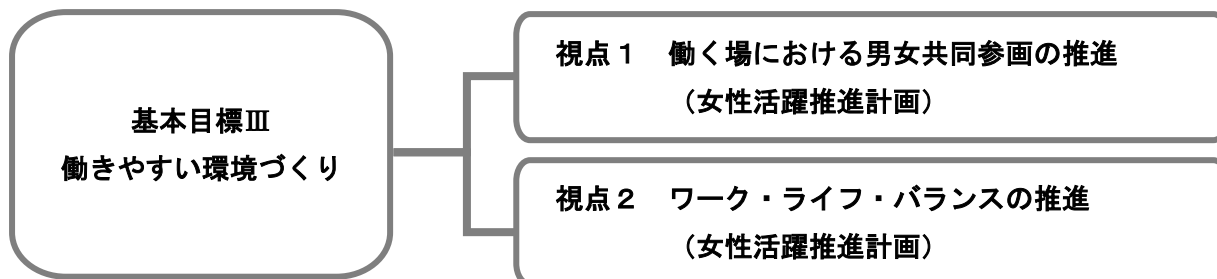 基本目標Ⅲ
働きやすい環境づくり
視点１　働く場における男女共同参画の推進
（女性活躍推進計画）
視点２　ワーク・ライフ・バランスの推進
（女性活躍推進計画）